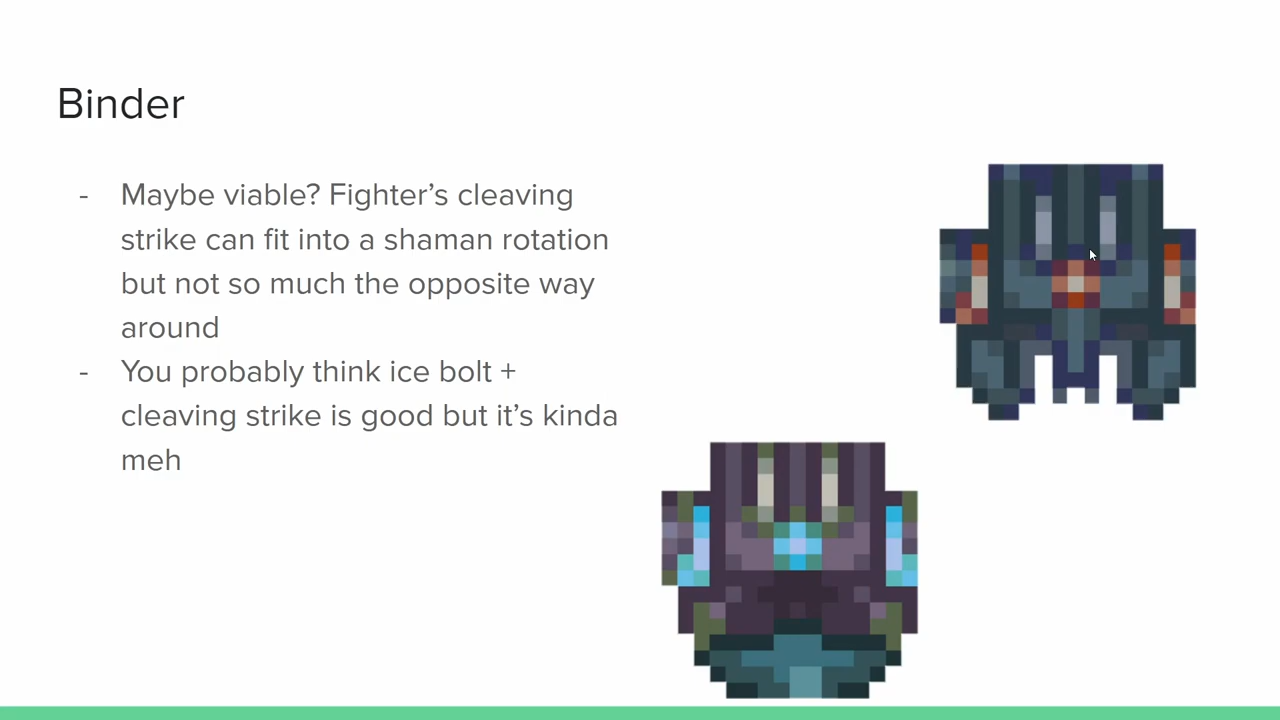 Binder
- Maybe viable? Fighter’s cleaving
strike can fit into a shaman rotation
but not so much the opposite way
around
- You probably think ice bolt +
cleaving strike is good but it’s kinda
meh